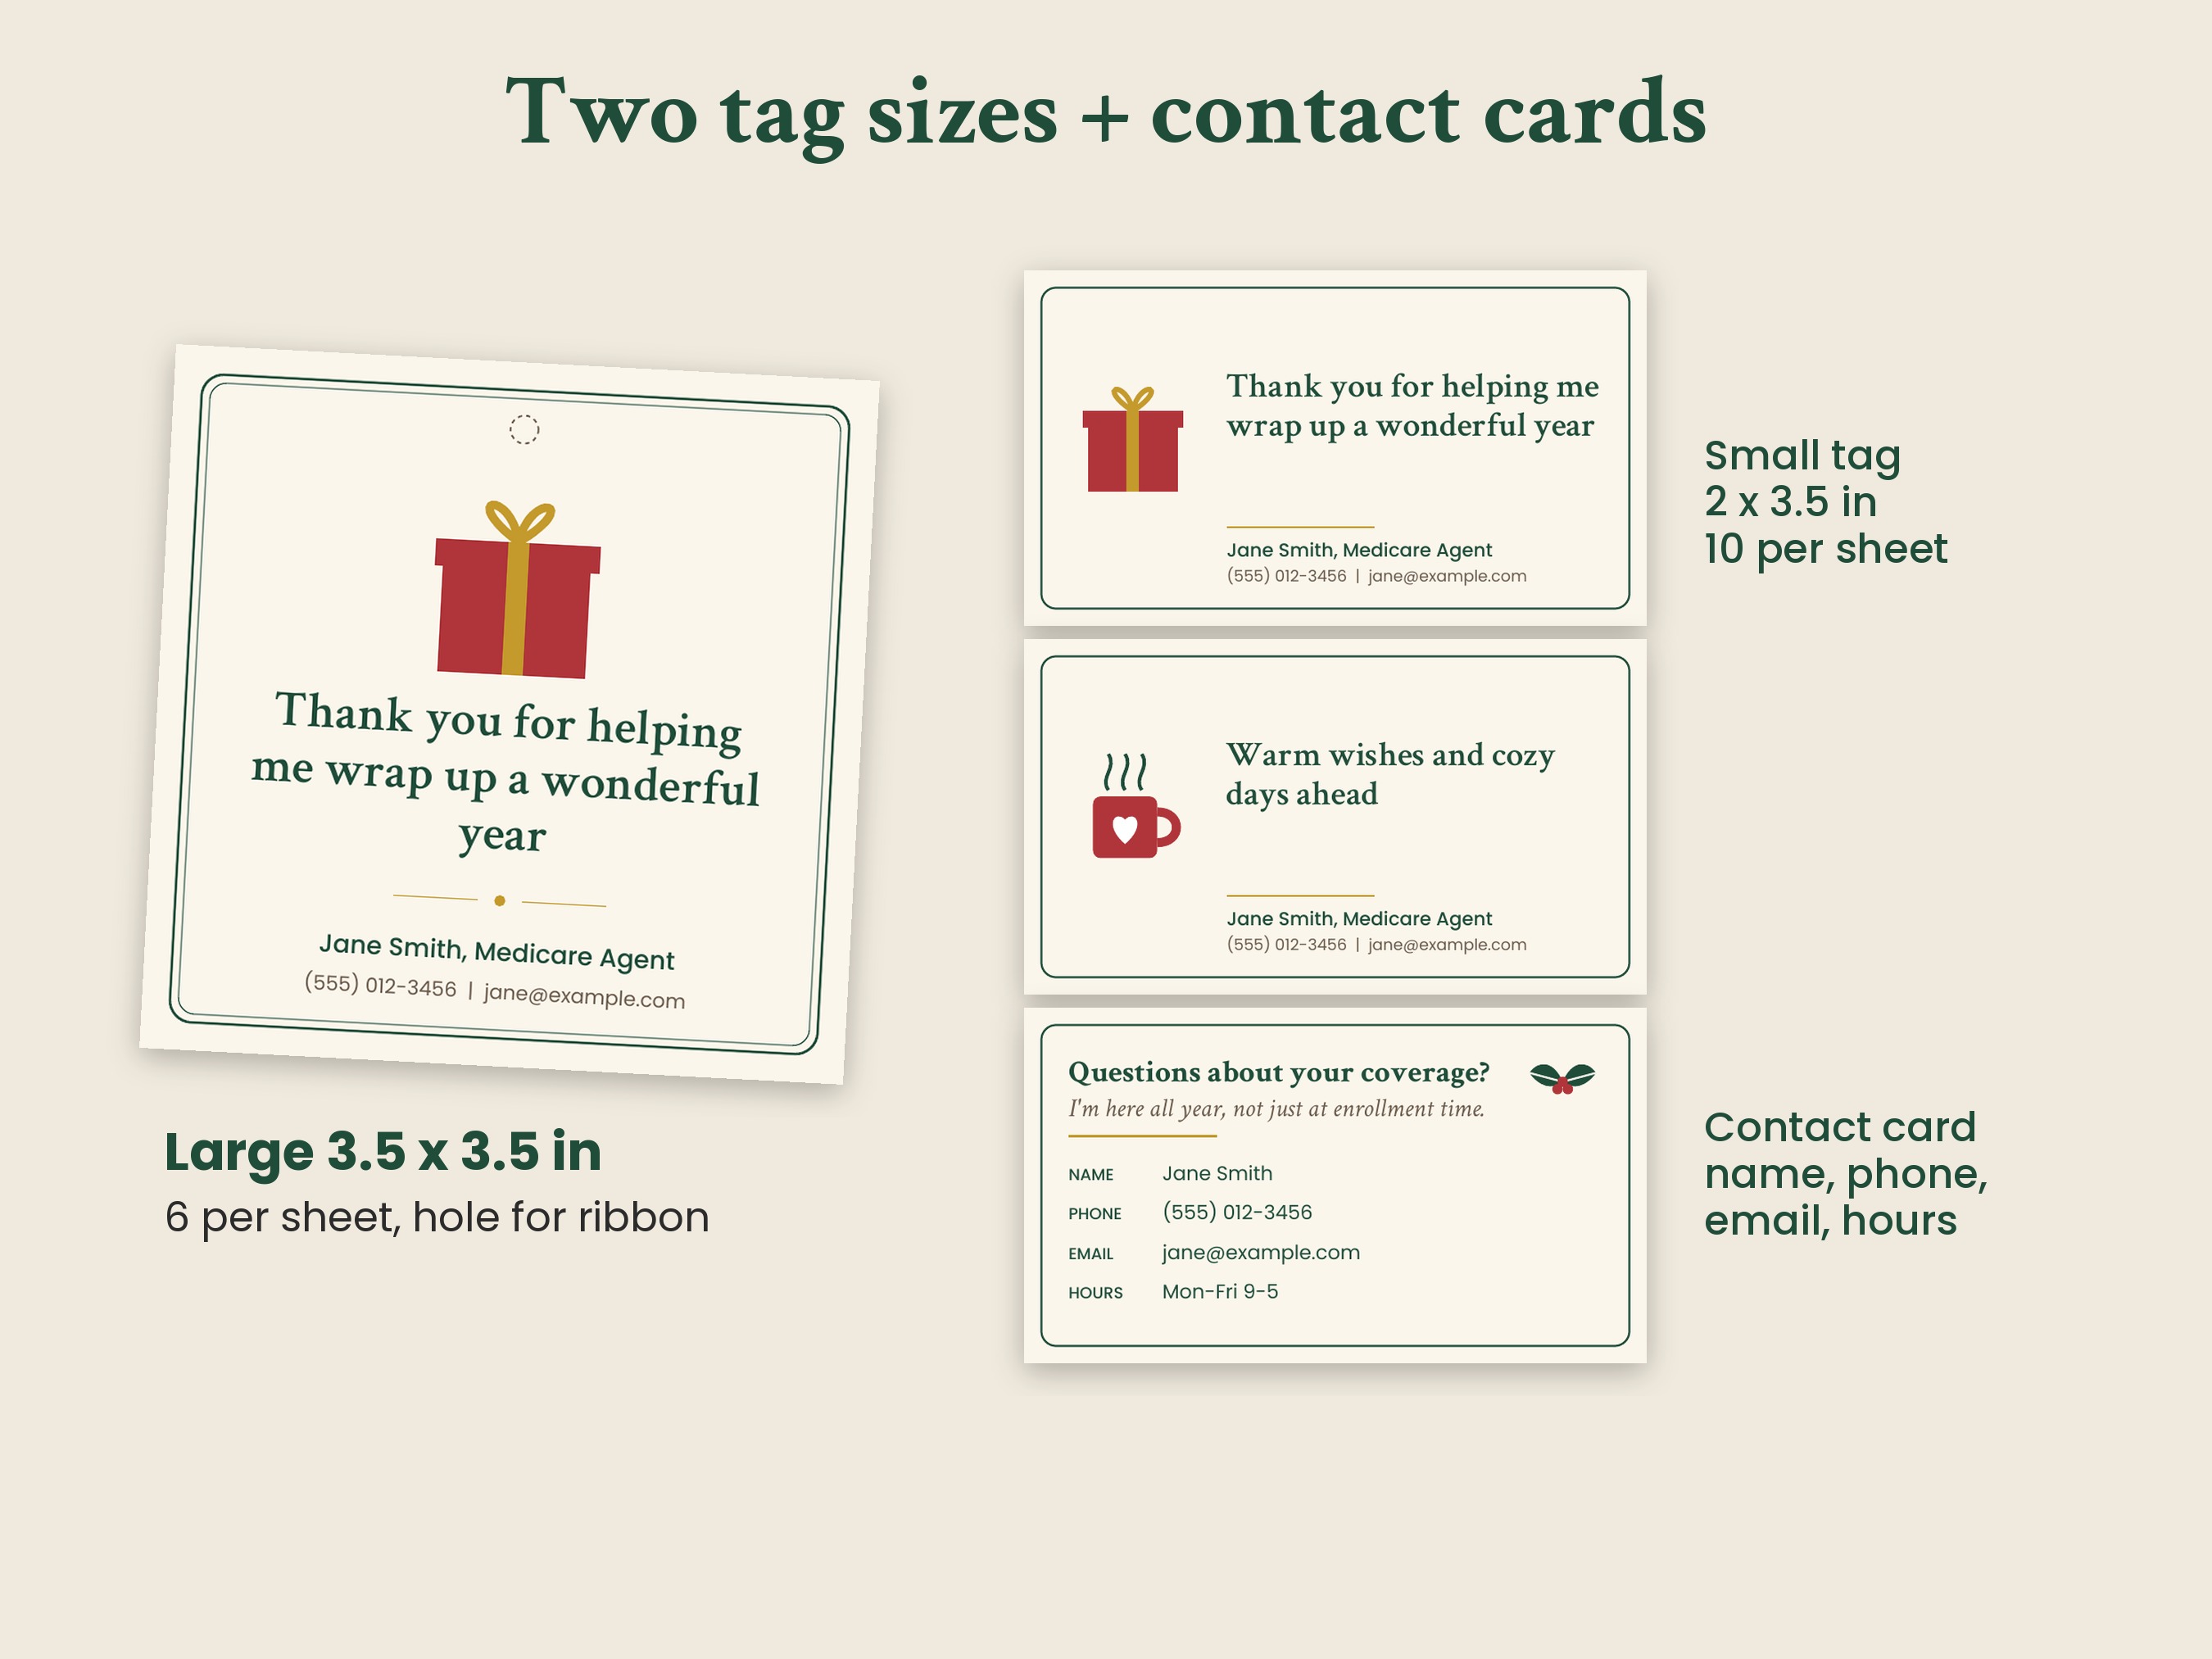 Two tag sizes + contact cards
Thank you for helping
me wrap up a wonderful
year
Jane Smith, Medicare Agent
(555) 012-3456 | jane@example.com
Large 3.5 x 3.5 in
6 per sheet, hole for ribbon
Thank you for helping me
wrap up a wonderful year
Jane Smith, Medicare Agent
(555) 012-3456 | jane@example.com
Small tag
2 x 3.5 in
10 per sheet
Warm wishes and cozy
days ahead
Jane Smith, Medicare Agent
(555) 012-3456 | jane@example.com
Questions about your coverage?
I'm here all year, not just at enrollment time.
NAME Jane Smith
PHONE (555) 012-3456
EMAIL jane@example.com
HOURS Mon-Fri 9-5
Contact card
name, phone,
email, hours